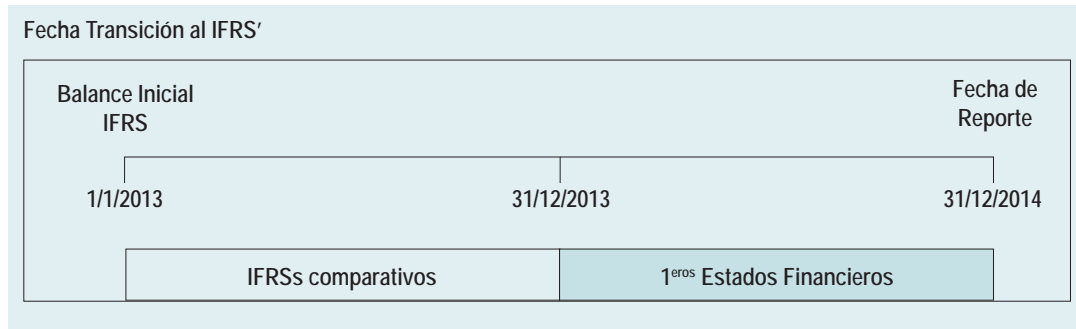 Fecha Transición al IFRS’
Balance Inicial
IFRS
Fecha de
Reporte
1/1/2013
31/12/2013
31/12/2014
IFRSs comparativos
1eros Estados Financieros